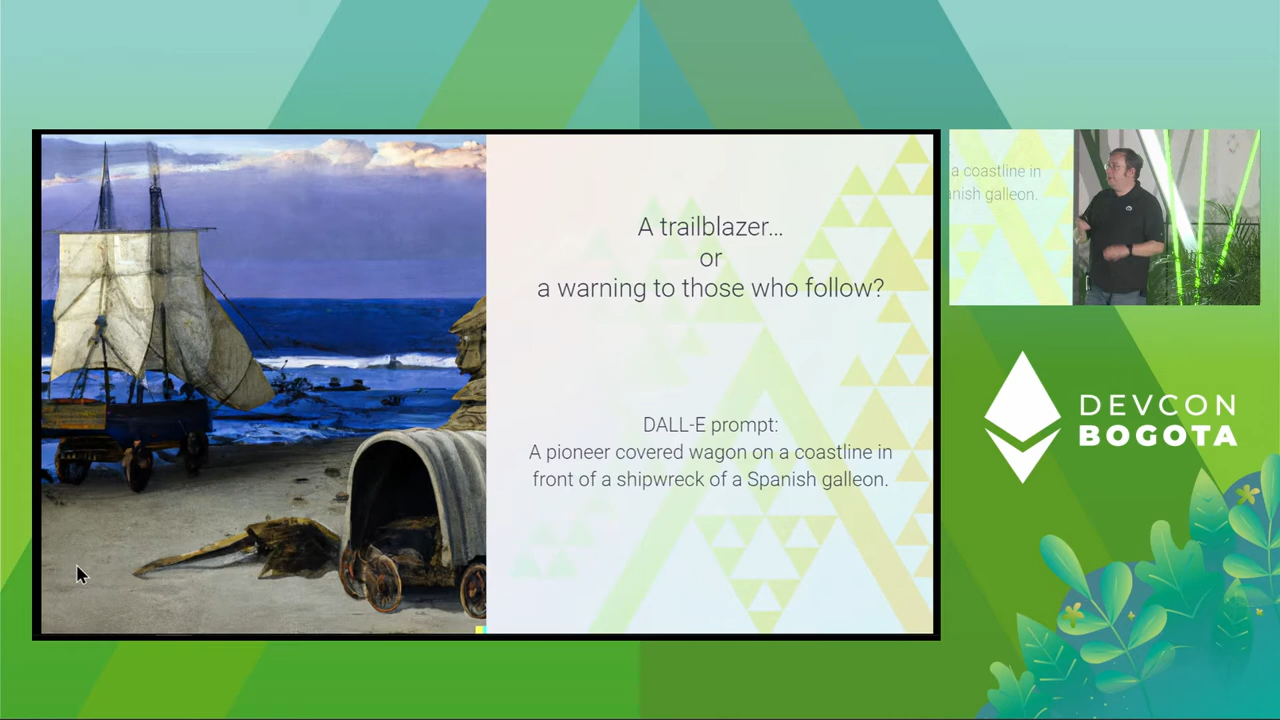 A trailblazer...
or
a warning to those who follow?
DALL-E prompt:
A pioneer covered wagon on a coastline in
front of a shipwreck of a Spanish galleon.
a coastline in
anish galleon.
DEVCON
BOGOTA